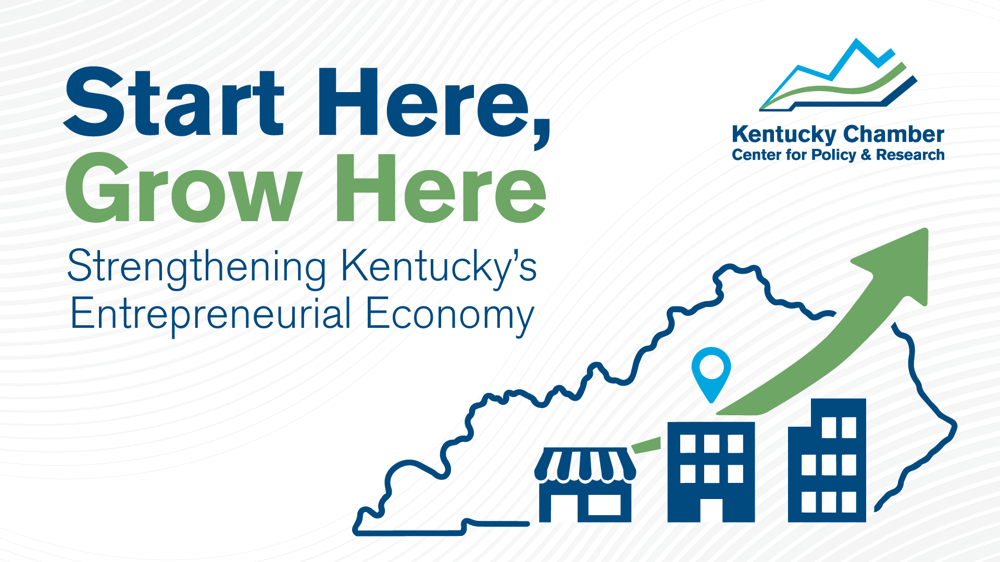 Start Here,
Grow Here
Strengthening Kentucky’s
Entrepreneurial Economy
Kentucky Chamber
Center for Policy & Research